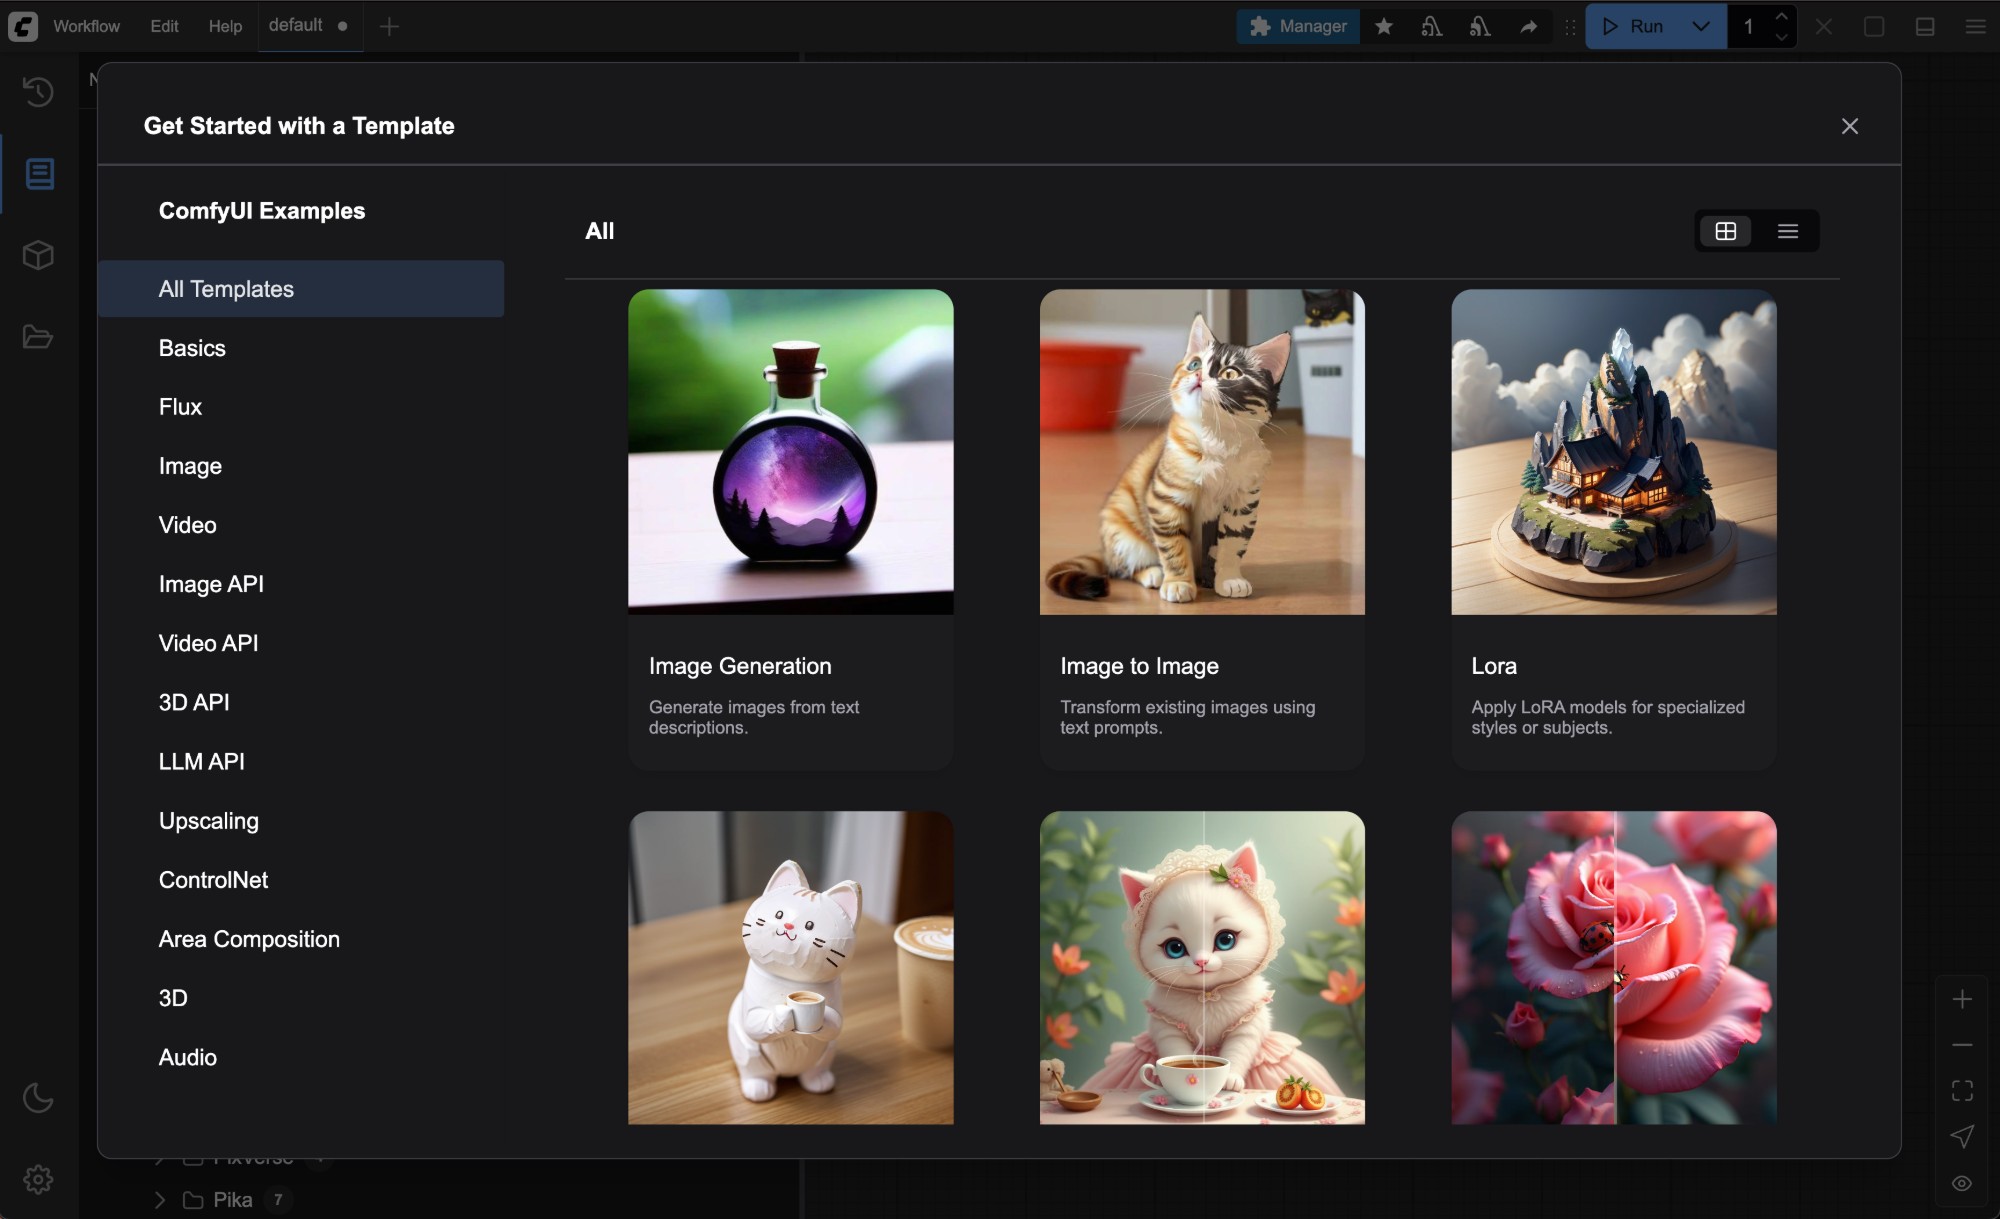 Workflow
Edit
Help
default
Manager
Run
1
Get Started with a Template
ComfyUI Examples
All Templates
Basics
Flux
Image
Video
Image API
Video API
3D API
LLM API
Upscaling
ControlNet
Area Composition
3D
Audio
All
Image Generation
Generate images from text
descriptions.
Image to Image
Transform existing images using
text prompts.
Lora
Apply LoRA models for specialized
styles or subjects.
Pika 7